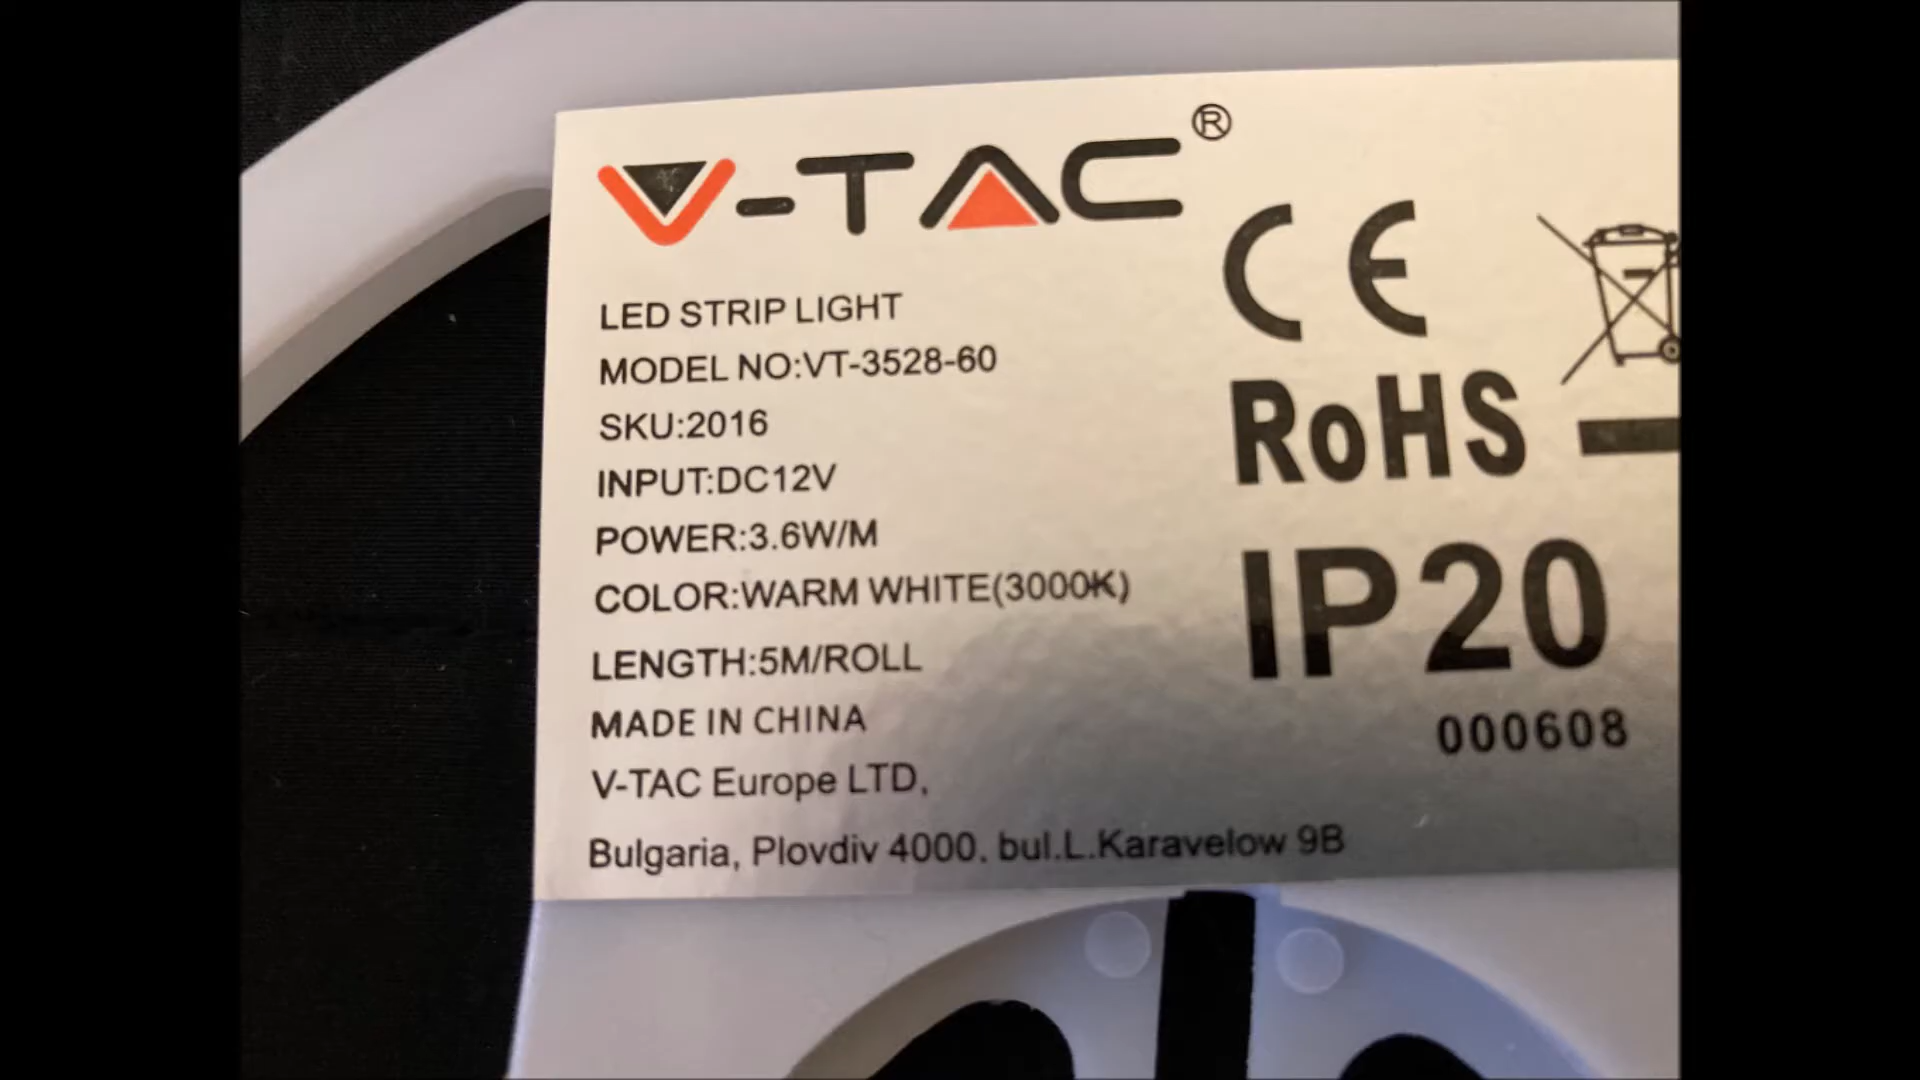 V-TAC®
CE
LED STRIP LIGHT
MODEL NO:VT-3528-60
SKU:2016
RoHS
INPUT:DC12V
POWER:3.6W/M
COLOR:WARM WHITE(3000K)
IP20
LENGTH:5M/ROLL
MADE IN CHINA
000608
V-TAC Europe LTD,
Bulgaria, Plovdiv 4000, bul.L.Karavelow 9B